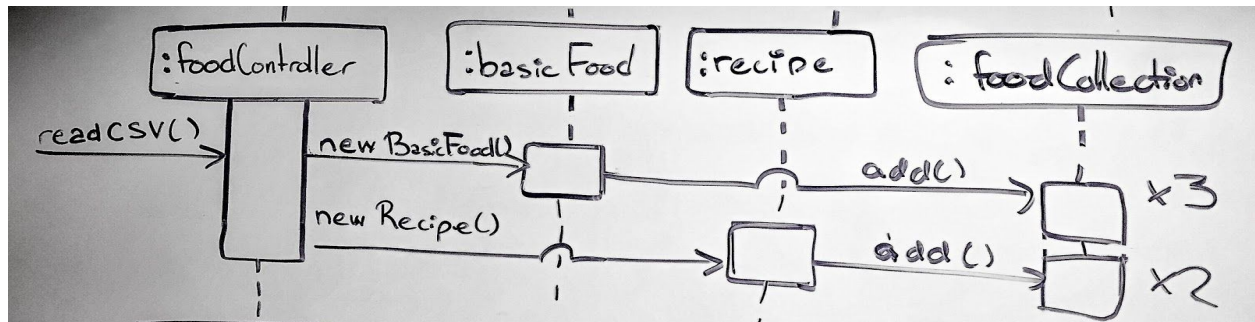 :foodController
:basicFood
:recipe
:foodCollection
readCSV()
new BasicFood()
add()
x3
new Recipe()
add()
x2